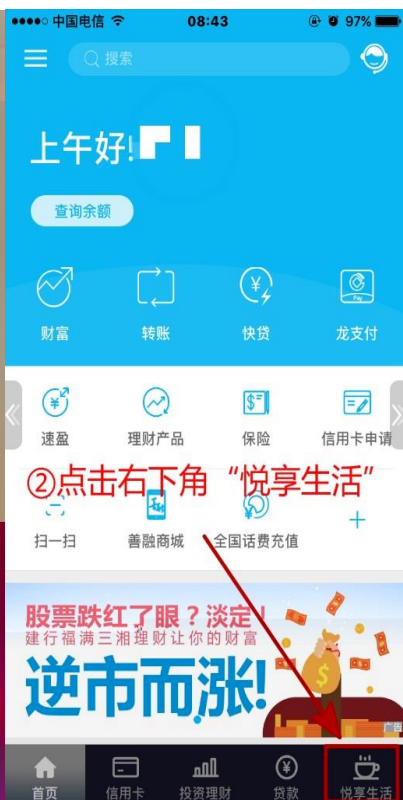 中国电信 08:43 97%
搜索
上午好!
查询余额
财富 转账 快贷 龙支付
Pay
速盈 理财产品 保险 信用卡申请
②点击右下角“悦享生活”
扫一扫 善融商城 全国话费充值
股票跌红了眼？淡定！
建行福满三湘理财让你的财富
逆市而涨!
广告
首页 信用卡 投资理财 贷款 悦享生活